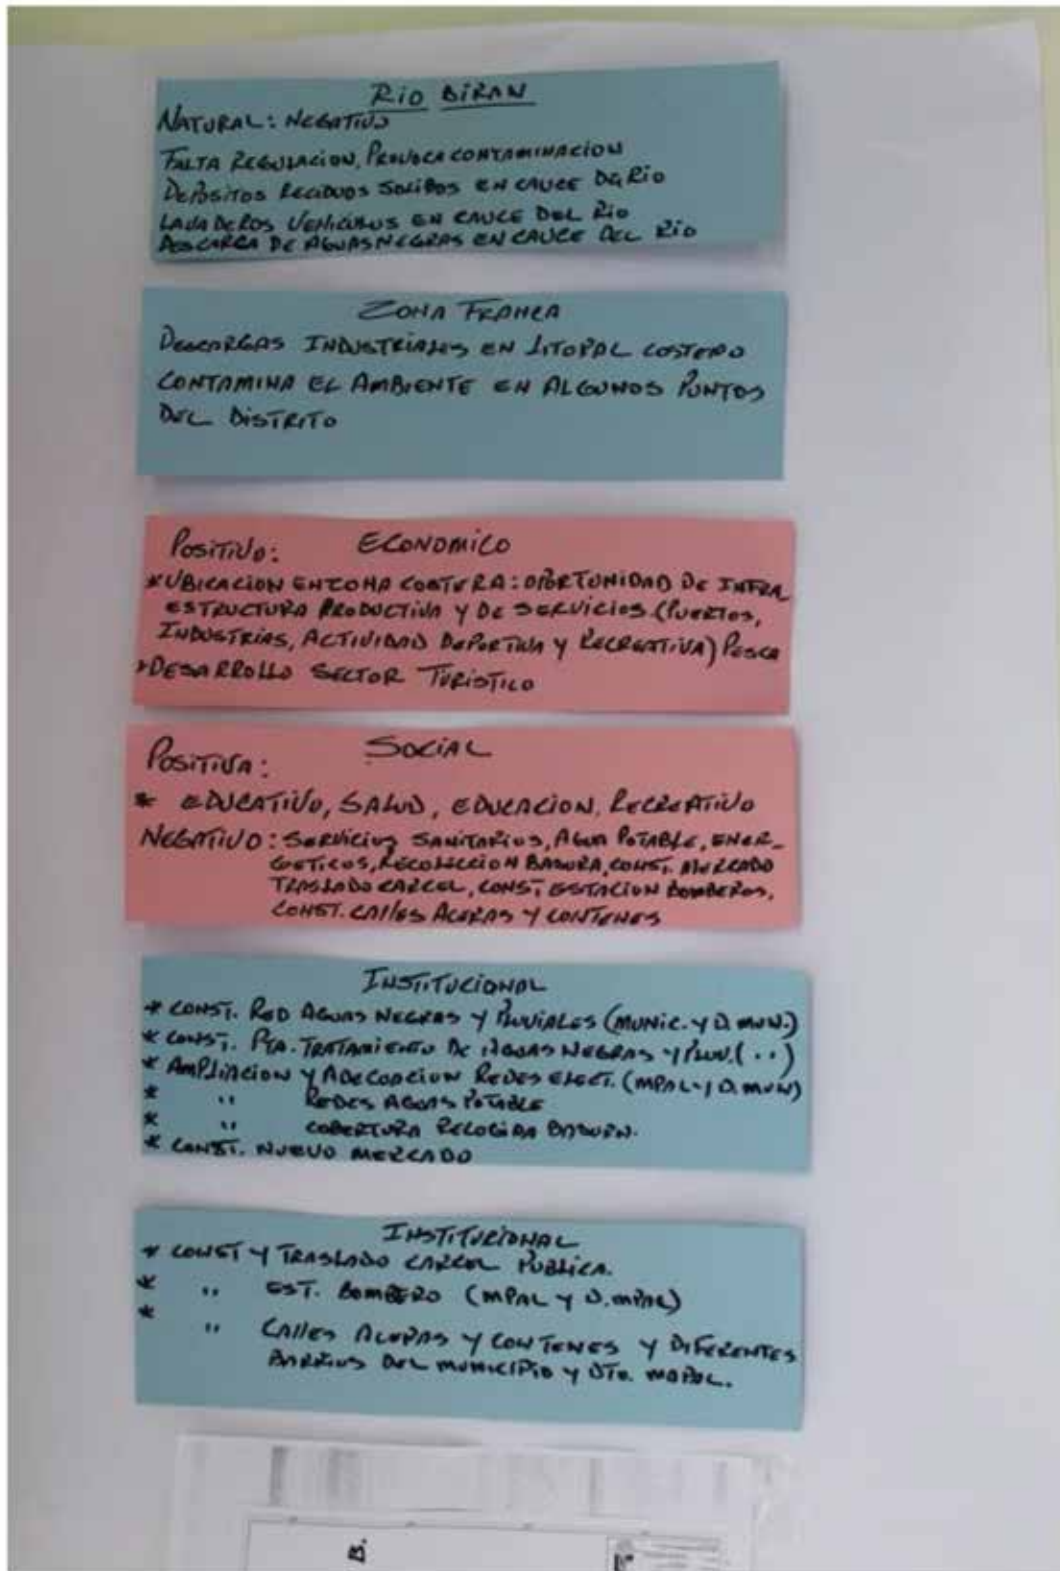 RIO BIRAN
NATURAL: NEGATIVO
FALTA REGULACION, PROVOCA CONTAMINACION
DEPOSITOS RECIDUOS SOLIDOS EN CAUCE DEL RIO
LAVADEROS VEHICULOS EN CAUCE DEL RIO
DESCARGA DE AGUAS NEGRAS EN CAUCE DEL RIO
ZONA FRANCA
DESCARGAS INDUSTRIALES EN LITORAL COSTERO
CONTAMINA EL AMBIENTE EN ALGUNOS PUNTOS
DEL DISTRITO
POSITIVO: ECONOMICO
* UBICACION EN ZONA COSTERA: OPORTUNIDAD DE INFRA
ESTRUCTURA PRODUCTIVA Y DE SERVICIOS (PUERTOS,
INDUSTRIAS, ACTIVIDAD DEPORTIVA Y RECREATIVA) PESCA
* DESARROLLO SECTOR TURISTICO
POSITIVA: SOCIAL
* EDUCATIVO, SALUD, EDUCACION, RECREATIVO
NEGATIVO: SERVICIOS SANITARIOS, AGUA POTABLE, ENER-
GETICOS, RECOLECCION BASURA, CONST. MERCADO
TRASLADO CARCEL, CONST. ESTACION BOMBEROS,
CONST. CALLES ACERAS Y CONTENES
INSTITUCIONAL
* CONST. RED AGUAS NEGRAS Y PLUVIALES (MUNIC. Y D. MUN.)
* CONST. PTA. TRATAMIENTO DE AGUAS NEGRAS Y PLUV. (..)
* AMPLIACION Y ADECUACION REDES ELECT. (MPAL Y D. MUN)
* " REDES AGUAS POTABLE
* " COBERTURA RECOGIDA BASURA.
* CONST. NUEVO MERCADO
INSTITUCIONAL
* CONST Y TRASLADO CARCEL PUBLICA.
* " EST. BOMBERO (MPAL Y D. MPAL)
* " CALLES ACERAS Y CONTENES Y DIFERENTES
BARRIOS DEL MUNICIPIO Y DTO. MCPAL.
B.